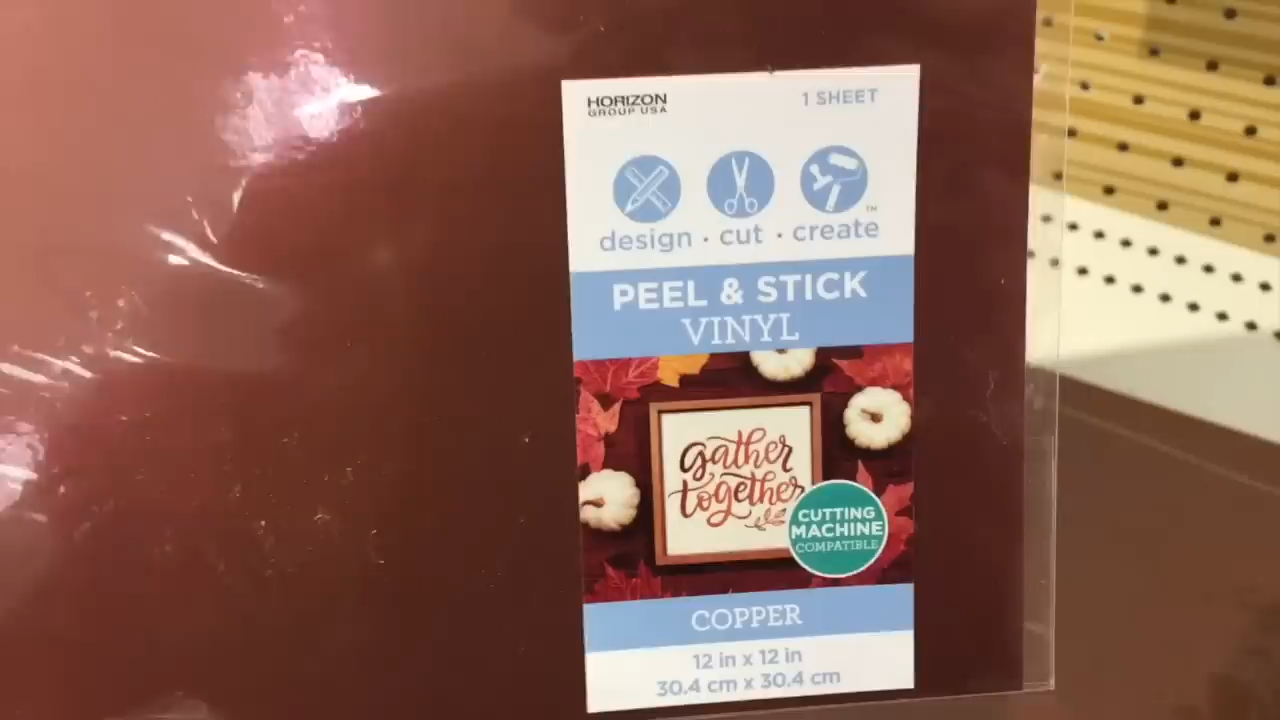 HORIZON
GROUP USA
1 SHEET
TM
design · cut · create
PEEL & STICK
VINYL
gather
together
CUTTING
MACHINE
COMPATIBLE
COPPER
12 in x 12 in
30.4 cm x 30.4 cm